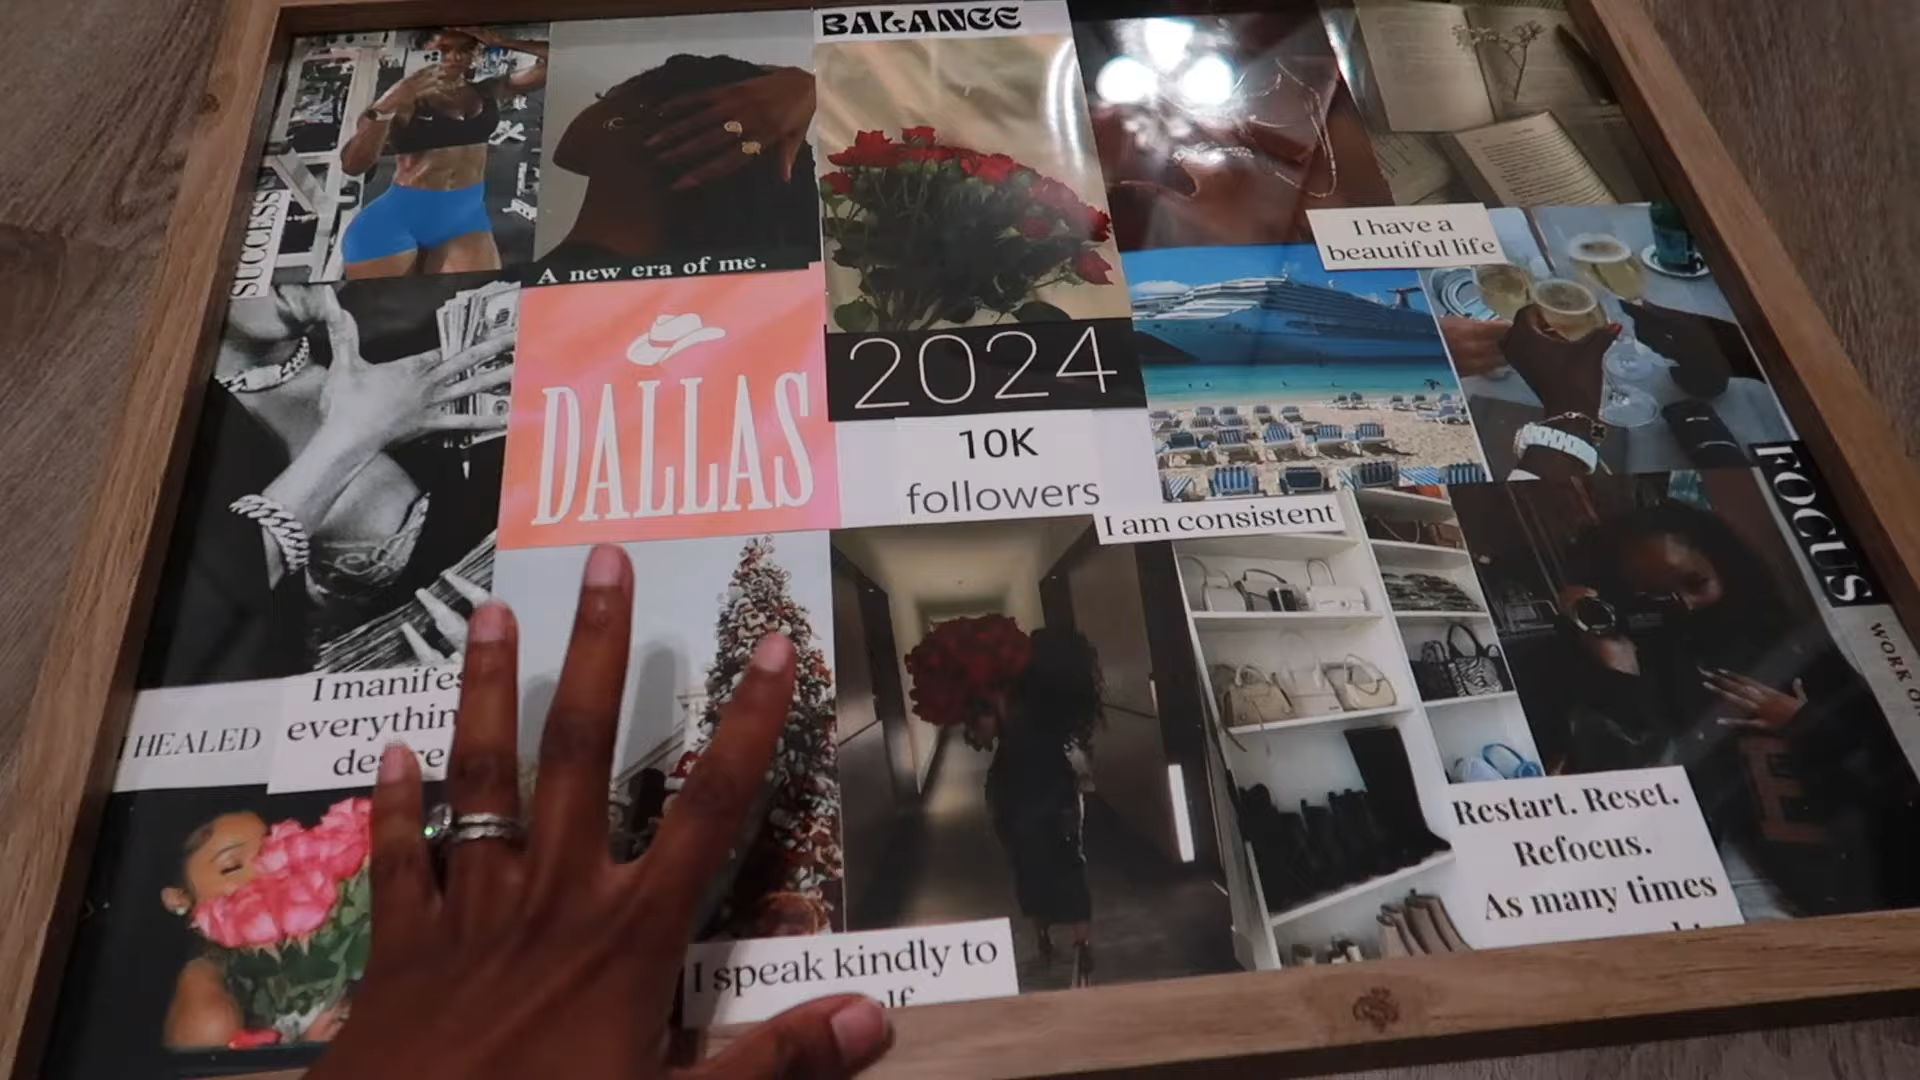 BALANCE
SUCCESS
A new era of me.
I have a
beautiful life
DALLAS
2024
10K
followers
I am consistent
FOCUS
WORK
I manifes
everythin
HEALED
Restart. Reset.
Refocus.
As many times
I speak kindly to